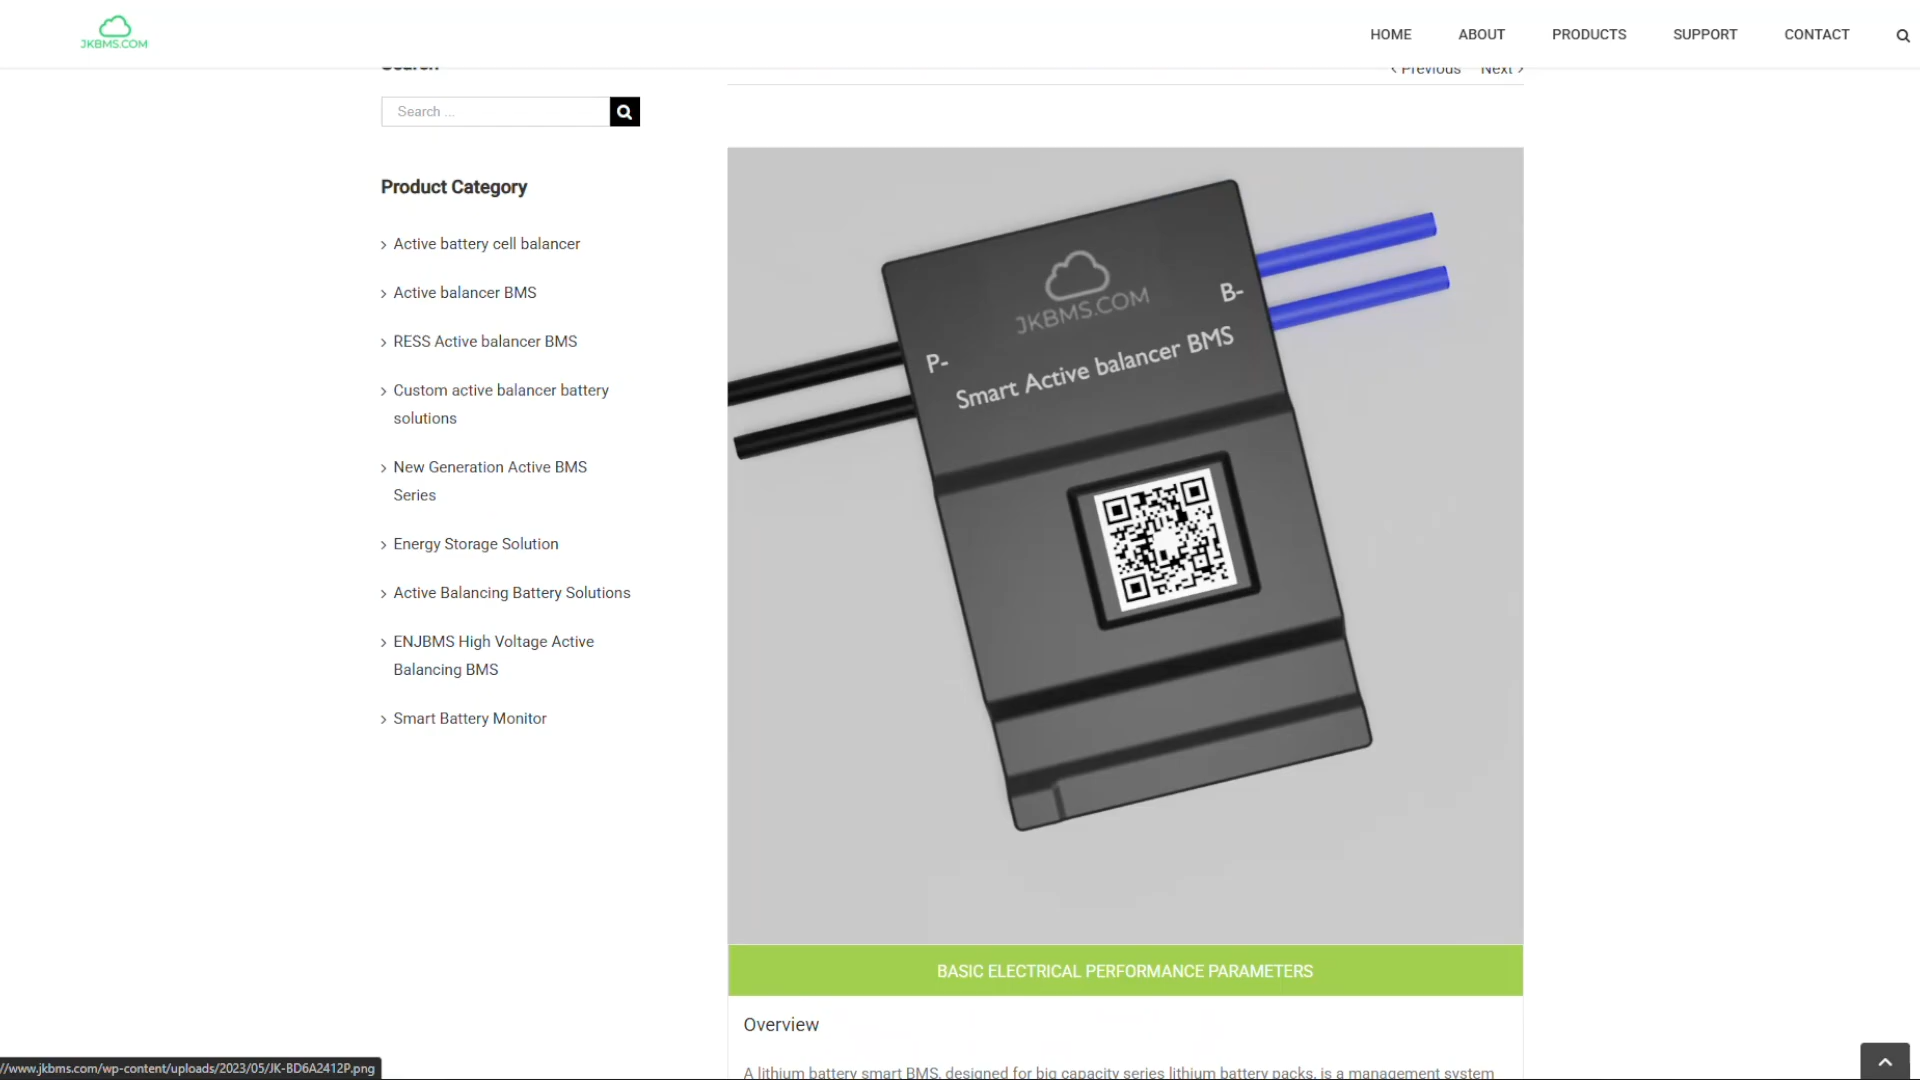 JKBMS.COM
HOME ABOUT PRODUCTS SUPPORT CONTACT
Search
‹ Previous Next ›
Search ...
Product Category
Active battery cell balancer
Active balancer BMS
RESS Active balancer BMS
Custom active balancer battery
solutions
New Generation Active BMS
Series
Energy Storage Solution
Active Balancing Battery Solutions
ENJBMS High Voltage Active
Balancing BMS
Smart Battery Monitor
JKBMS.COM
B-
P-
Smart Active balancer BMS
BASIC ELECTRICAL PERFORMANCE PARAMETERS
Overview
A lithium battery smart BMS, designed for big capacity series lithium battery packs, is a management system
//www.jkbms.com/wp-content/uploads/2023/05/JK-BD6A2412P.png